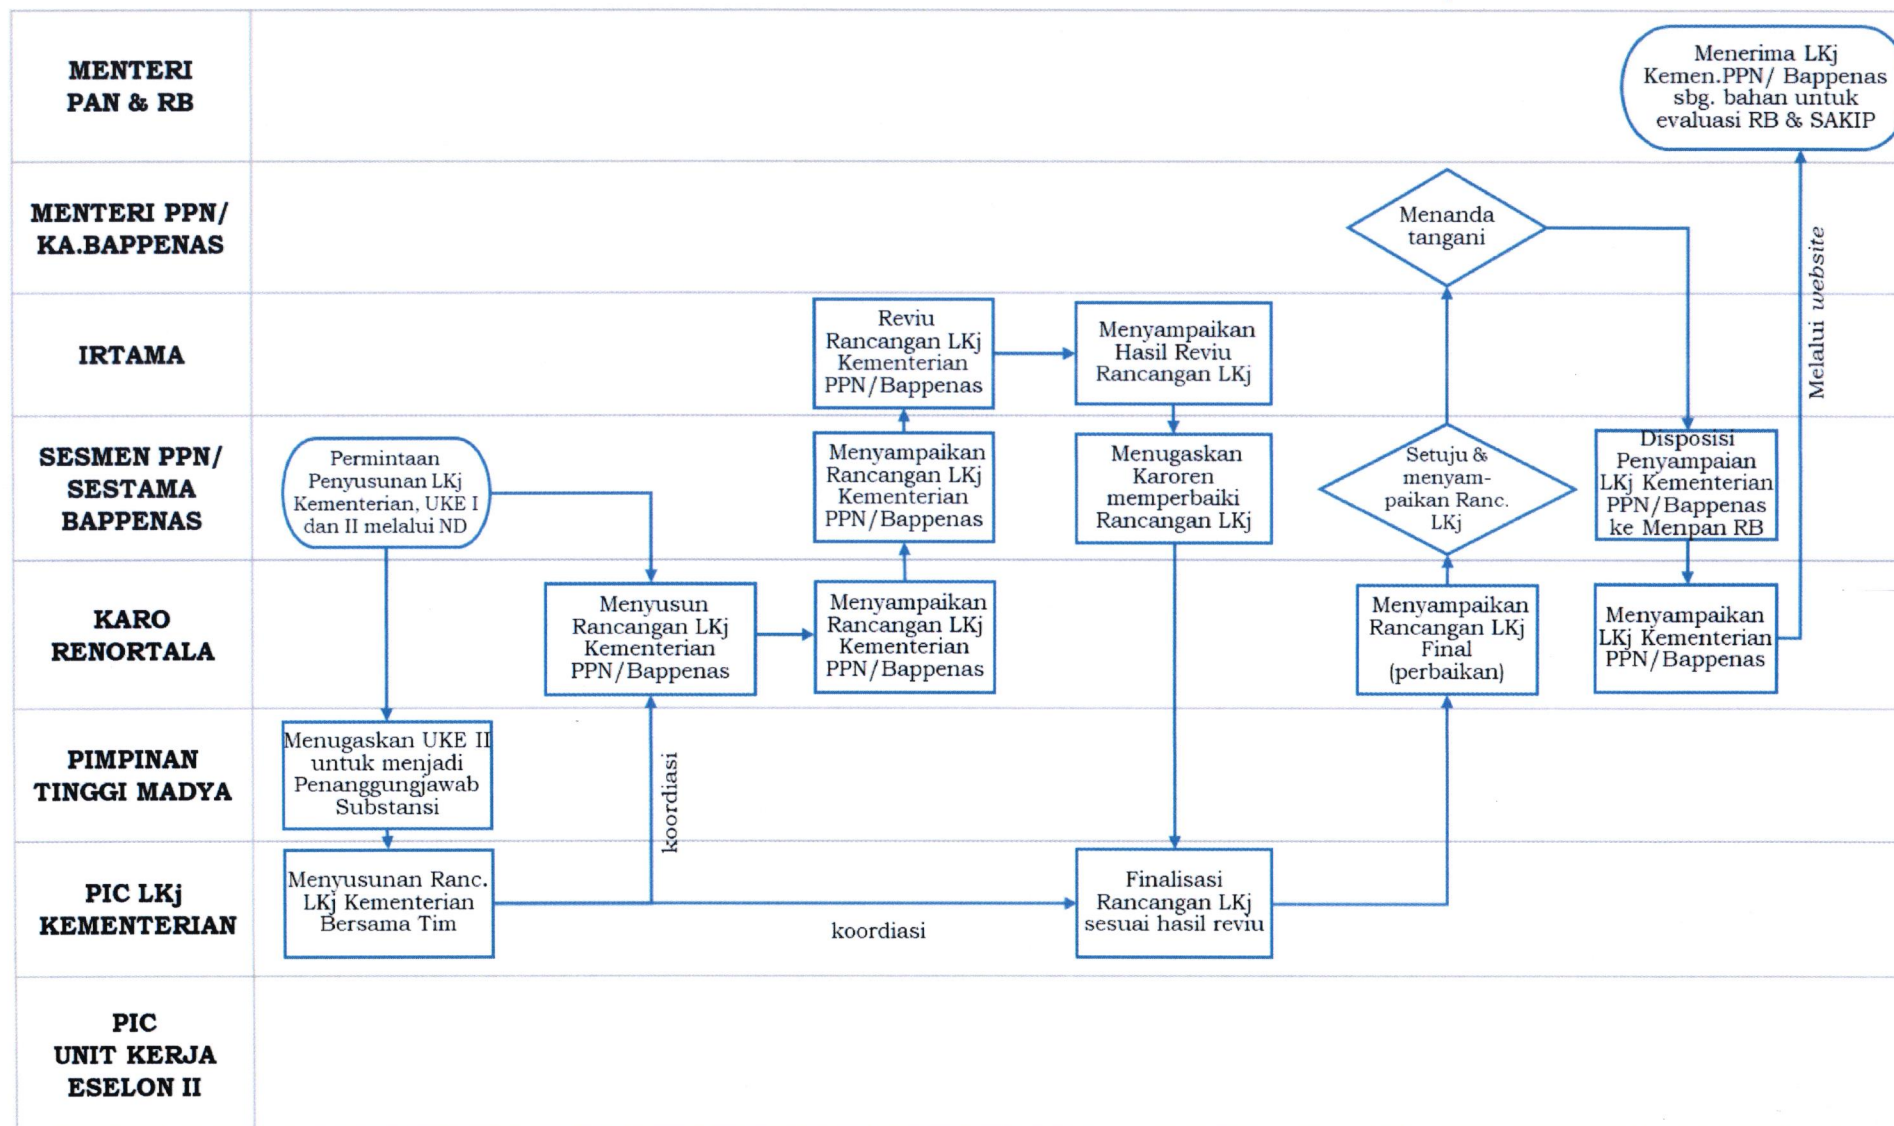 MENTERI
PAN & RB
Menerima LKj
Kemen.PPN/ Bappenas
sbg. bahan untuk
evaluasi RB & SAKIP
MENTERI PPN/
KA.BAPPENAS
Menanda
tangani
Melalui website
IRTAMA
Reviu
Rancangan LKj
Kementerian
PPN/Bappenas
Menyampaikan
Hasil Reviu
Rancangan LKj
SESMEN PPN/
SESTAMA
BAPPENAS
Permintaan
Penyusunan LKj
Kementerian, UKE I
dan II melalui ND
Menyampaikan
Rancangan LKj
Kementerian
PPN/Bappenas
Menugaskan
Karoren
memperbaiki
Rancangan LKj
Setuju &
menyam-
paikan Ranc.
LKj
Disposisi
Penyampaian
LKj Kementerian
PPN/Bappenas
ke Menpan RB
KARO
RENORTALA
Menyusun
Rancangan LKj
Kementerian
PPN/Bappenas
Menyampaikan
Rancangan LKj
Kementerian
PPN/Bappenas
Menyampaikan
Rancangan LKj
Final
(perbaikan)
Menyampaikan
LKj Kementerian
PPN/Bappenas
PIMPINAN
TINGGI MADYA
Menugaskan UKE II
untuk menjadi
Penanggungjawab
Substansi
koordiasi
PIC LKj
KEMENTERIAN
Menyusunan Ranc.
LKj Kementerian
Bersama Tim
koordiasi
Finalisasi
Rancangan LKj
sesuai hasil reviu
PIC
UNIT KERJA
ESELON II